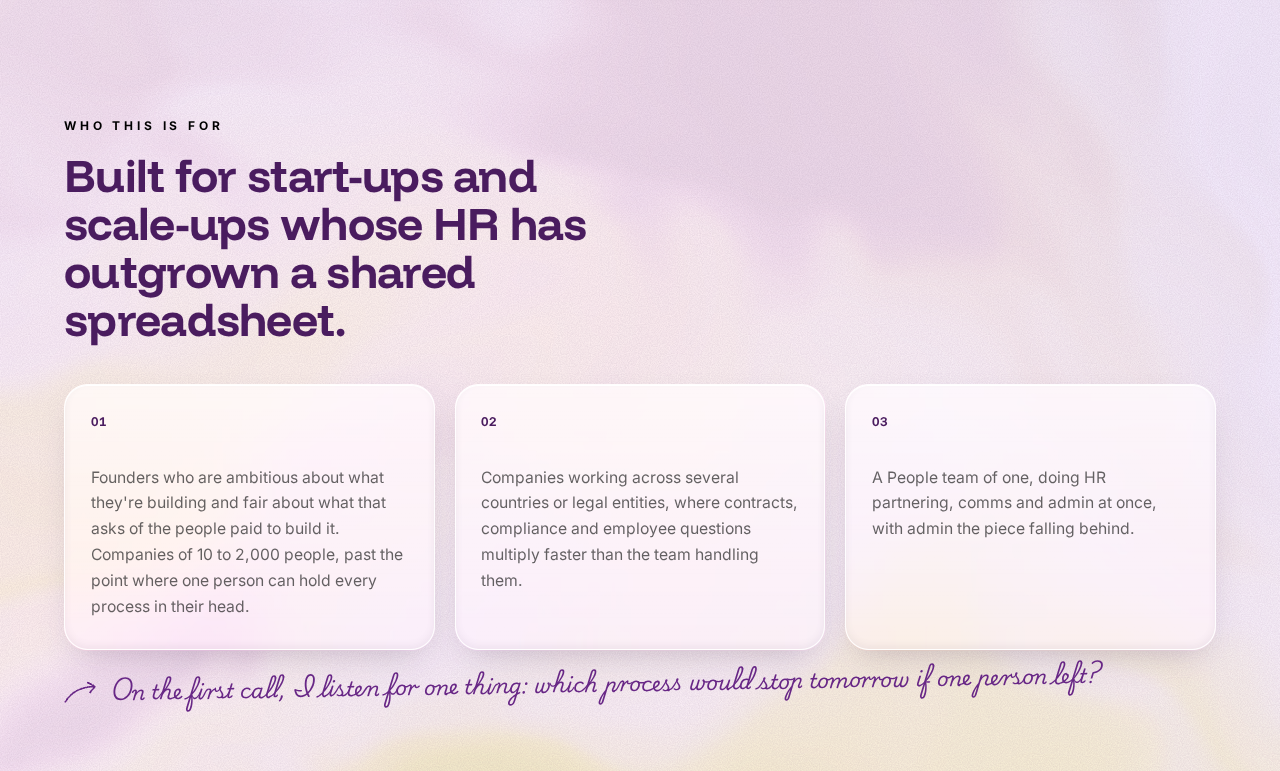 WHO THIS IS FOR
Built for start-ups and
scale-ups whose HR has
outgrown a shared
spreadsheet.
01
Founders who are ambitious about what
they're building and fair about what that
asks of the people paid to build it.
Companies of 10 to 2,000 people, past the
point where one person can hold every
process in their head.
02
Companies working across several
countries or legal entities, where contracts,
compliance and employee questions
multiply faster than the team handling
them.
03
A People team of one, doing HR
partnering, comms and admin at once,
with admin the piece falling behind.
On the first call, I listen for one thing: which process would stop tomorrow if one person left?